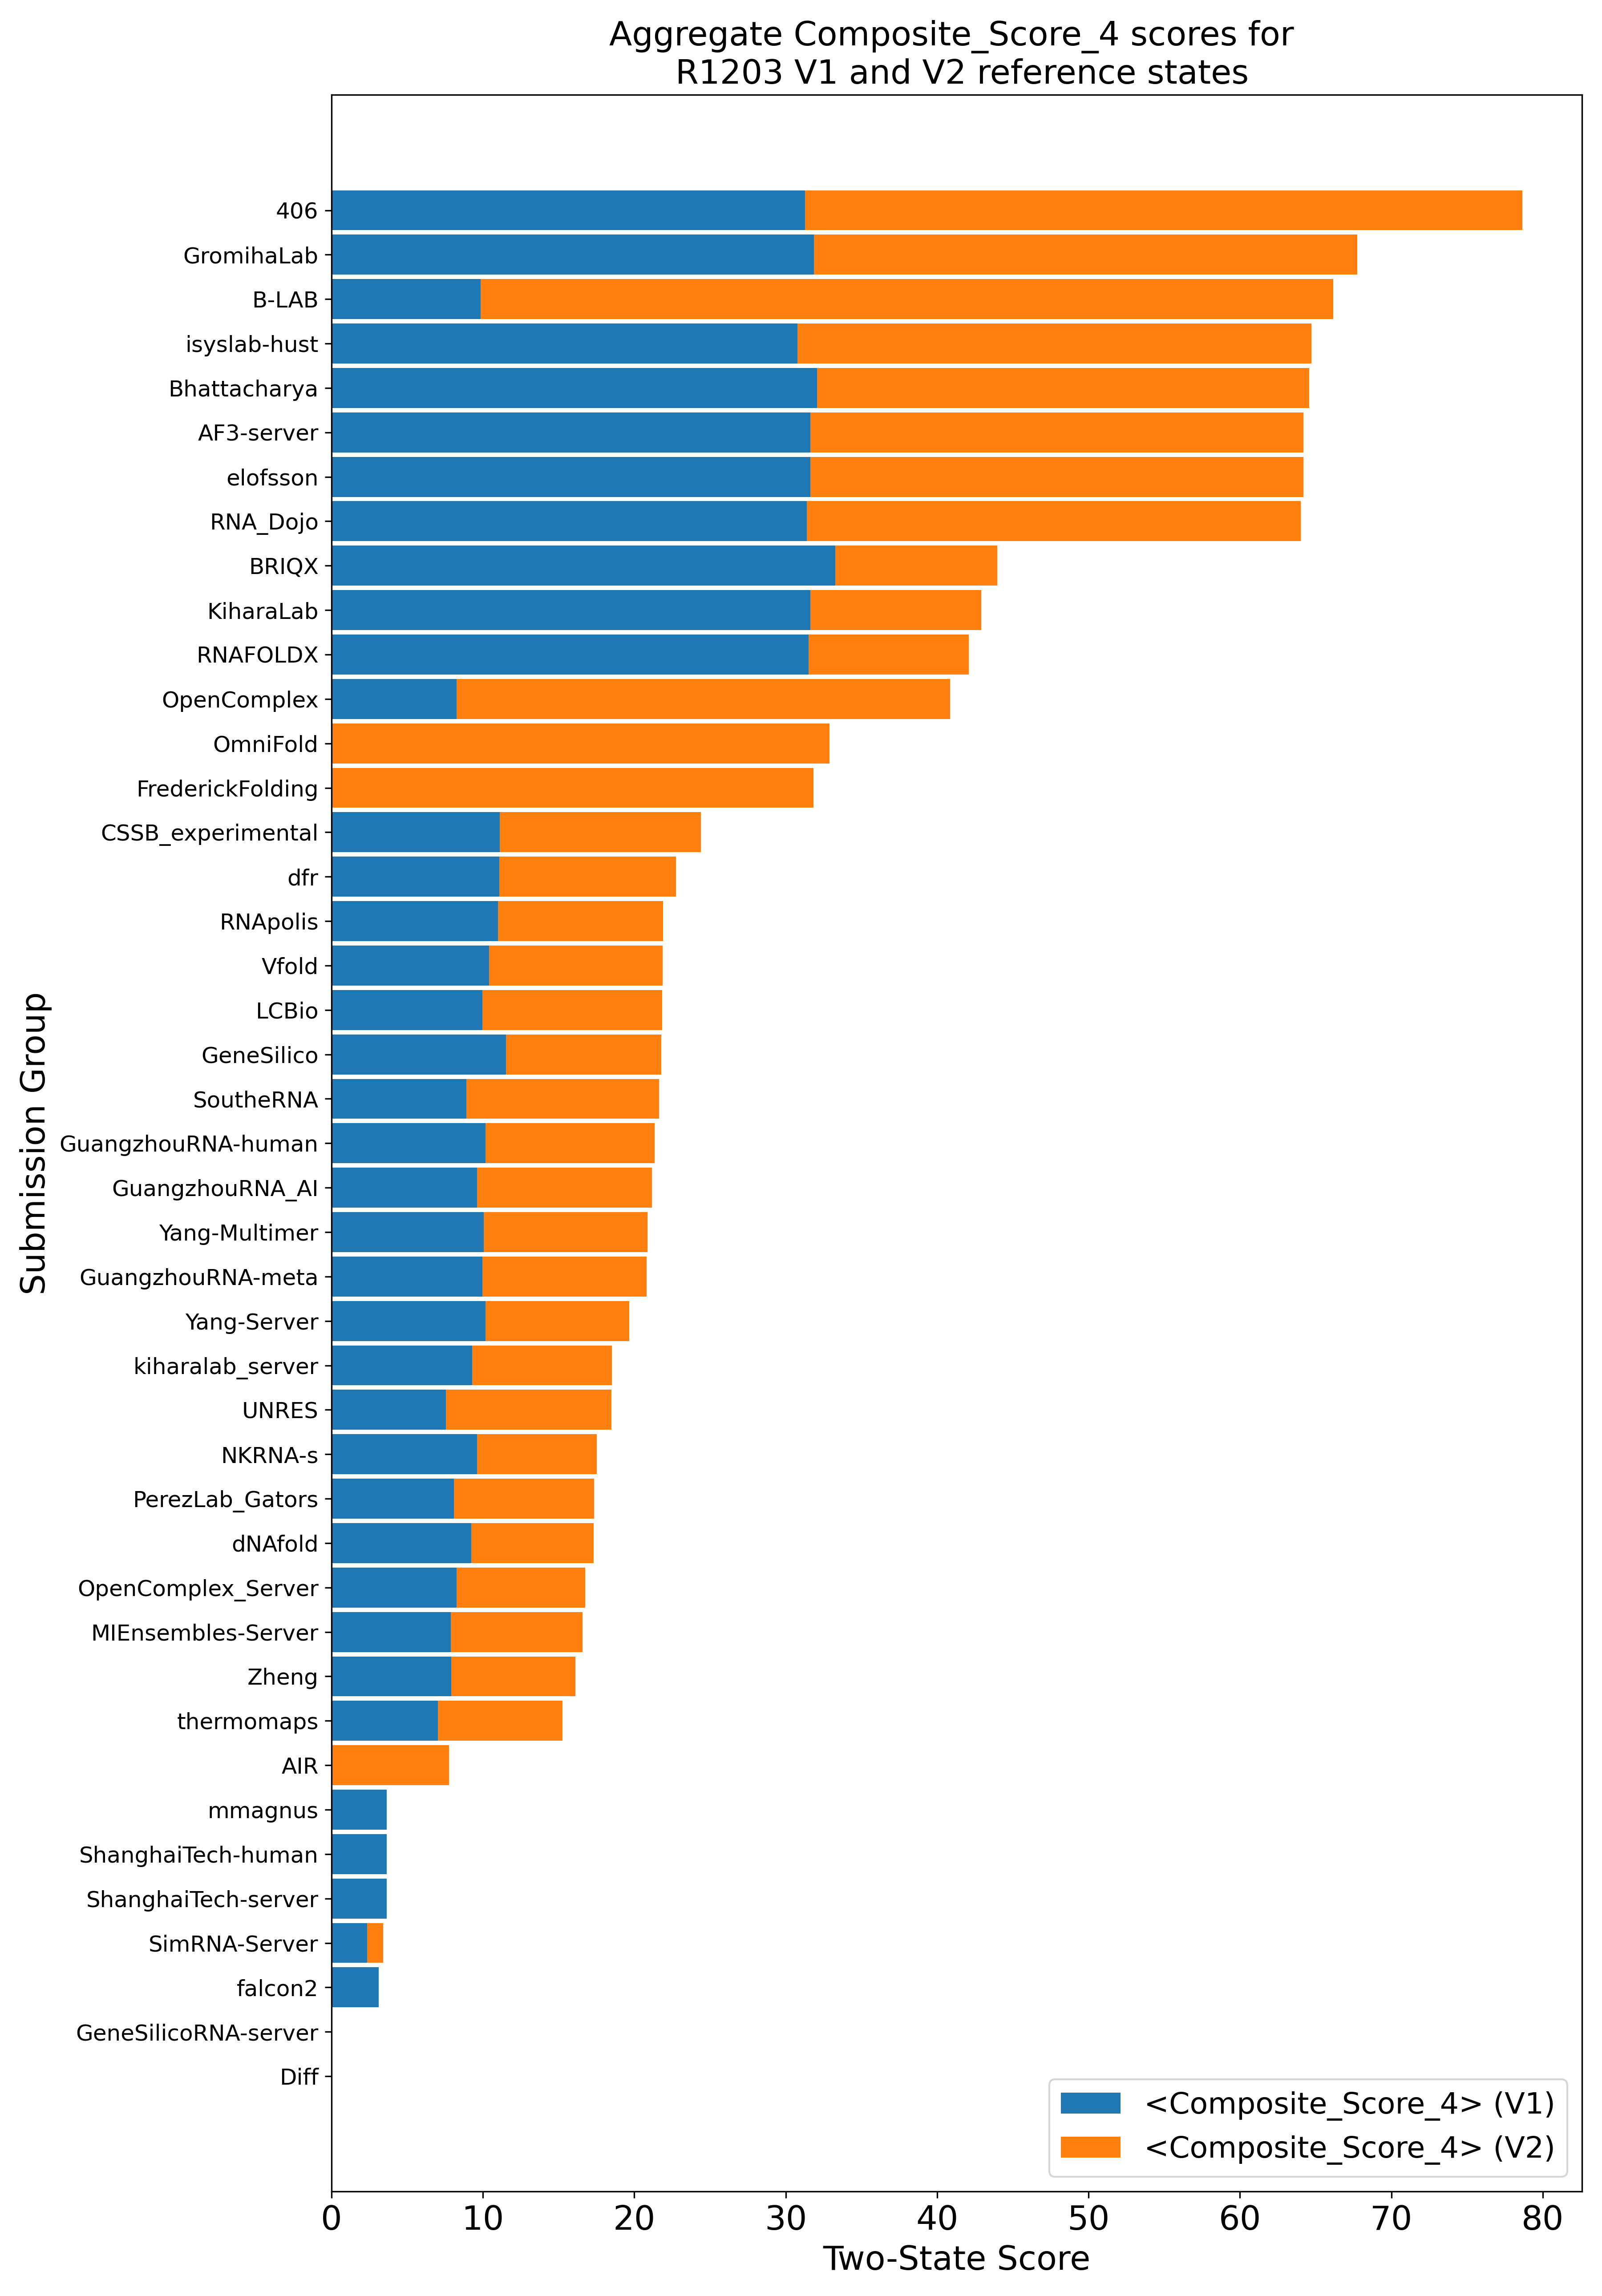 Aggregate Composite_Score_4 scores for
R1203 V1 and V2 reference states
Submission Group
406
GromihaLab
B-LAB
isyslab-hust
Bhattacharya
AF3-server
elofsson
RNA_Dojo
BRIQX
KiharaLab
RNAFOLDX
OpenComplex
OmniFold
FrederickFolding
CSSB_experimental
dfr
RNApolis
Vfold
LCBio
GeneSilico
SoutheRNA
GuangzhouRNA-human
GuangzhouRNA_AI
Yang-Multimer
GuangzhouRNA-meta
Yang-Server
kiharalab_server
UNRES
NKRNA-s
PerezLab_Gators
dNAfold
OpenComplex_Server
MIEnsembles-Server
Zheng
thermomaps
AIR
mmagnus
ShanghaiTech-human
ShanghaiTech-server
SimRNA-Server
falcon2
GeneSilicoRNA-server
Diff
<Composite_Score_4> (V1)
<Composite_Score_4> (V2)
0 10 20 30 40 50 60 70 80
Two-State Score